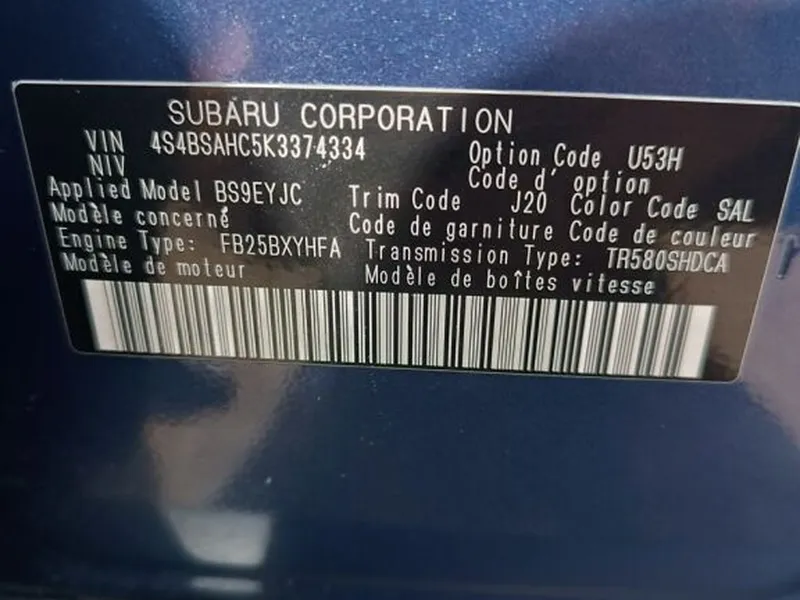 SUBARU CORPORATION
VIN 4S4BSAHC5K3374334 Option Code U53H
NIV Code d' option
Applied Model BS9EYJC Trim Code J20 Color Code SAL
Modèle concerné Code de garniture Code de couleur
Engine Type: FB25BXYHFA Transmission Type: TR580SHDCA
Modèle de moteur Modèle de boîtes vitesse